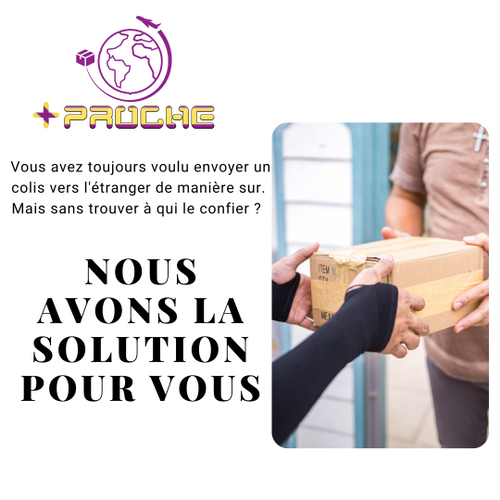 + PROCHE
Vous avez toujours voulu envoyer un
colis vers l'étranger de manière sur.
Mais sans trouver à qui le confier ?
NOUS
AVONS LA
SOLUTION
POUR VOUS
ITEM